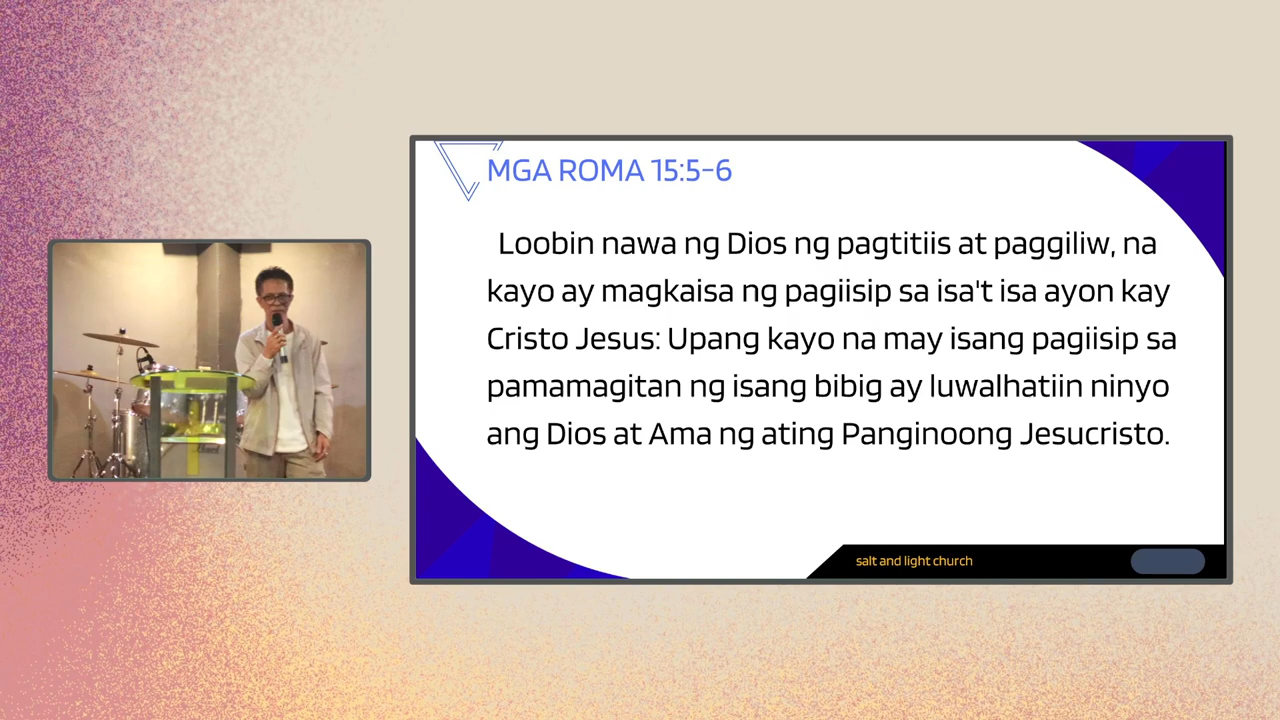 MGA ROMA 15:5-6
Loobin nawa ng Dios ng pagtitiis at paggiliw, na
kayo ay magkaisa ng pagiisip sa isa't isa ayon kay
Cristo Jesus: Upang kayo na may isang pagiisip sa
pamamagitan ng isang bibig ay luwalhatiin ninyo
ang Dios at Ama ng ating Panginoong Jesucristo.
salt and light church